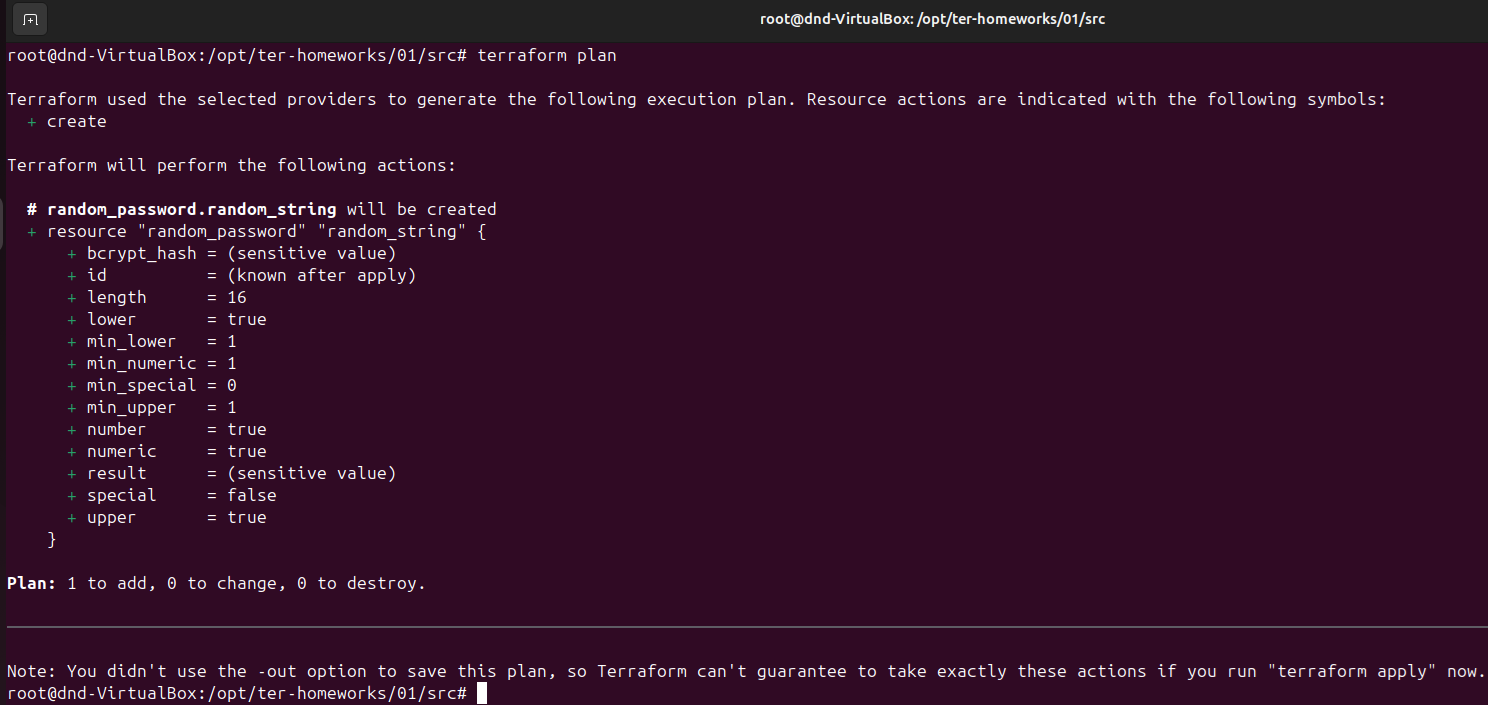 root@dnd-VirtualBox: /opt/ter-homeworks/01/src
root@dnd-VirtualBox:/opt/ter-homeworks/01/src# terraform plan
Terraform used the selected providers to generate the following execution plan. Resource actions are indicated with the following symbols:
+ create
Terraform will perform the following actions:
# random_password.random_string will be created
+ resource "random_password" "random_string" {
+ bcrypt_hash = (sensitive value)
+ id          = (known after apply)
+ length      = 16
+ lower       = true
+ min_lower   = 1
+ min_numeric = 1
+ min_special = 0
+ min_upper   = 1
+ number      = true
+ numeric     = true
+ result      = (sensitive value)
+ special     = false
+ upper       = true
}
Plan: 1 to add, 0 to change, 0 to destroy.
Note: You didn't use the -out option to save this plan, so Terraform can't guarantee to take exactly these actions if you run "terraform apply" now.
root@dnd-VirtualBox:/opt/ter-homeworks/01/src#